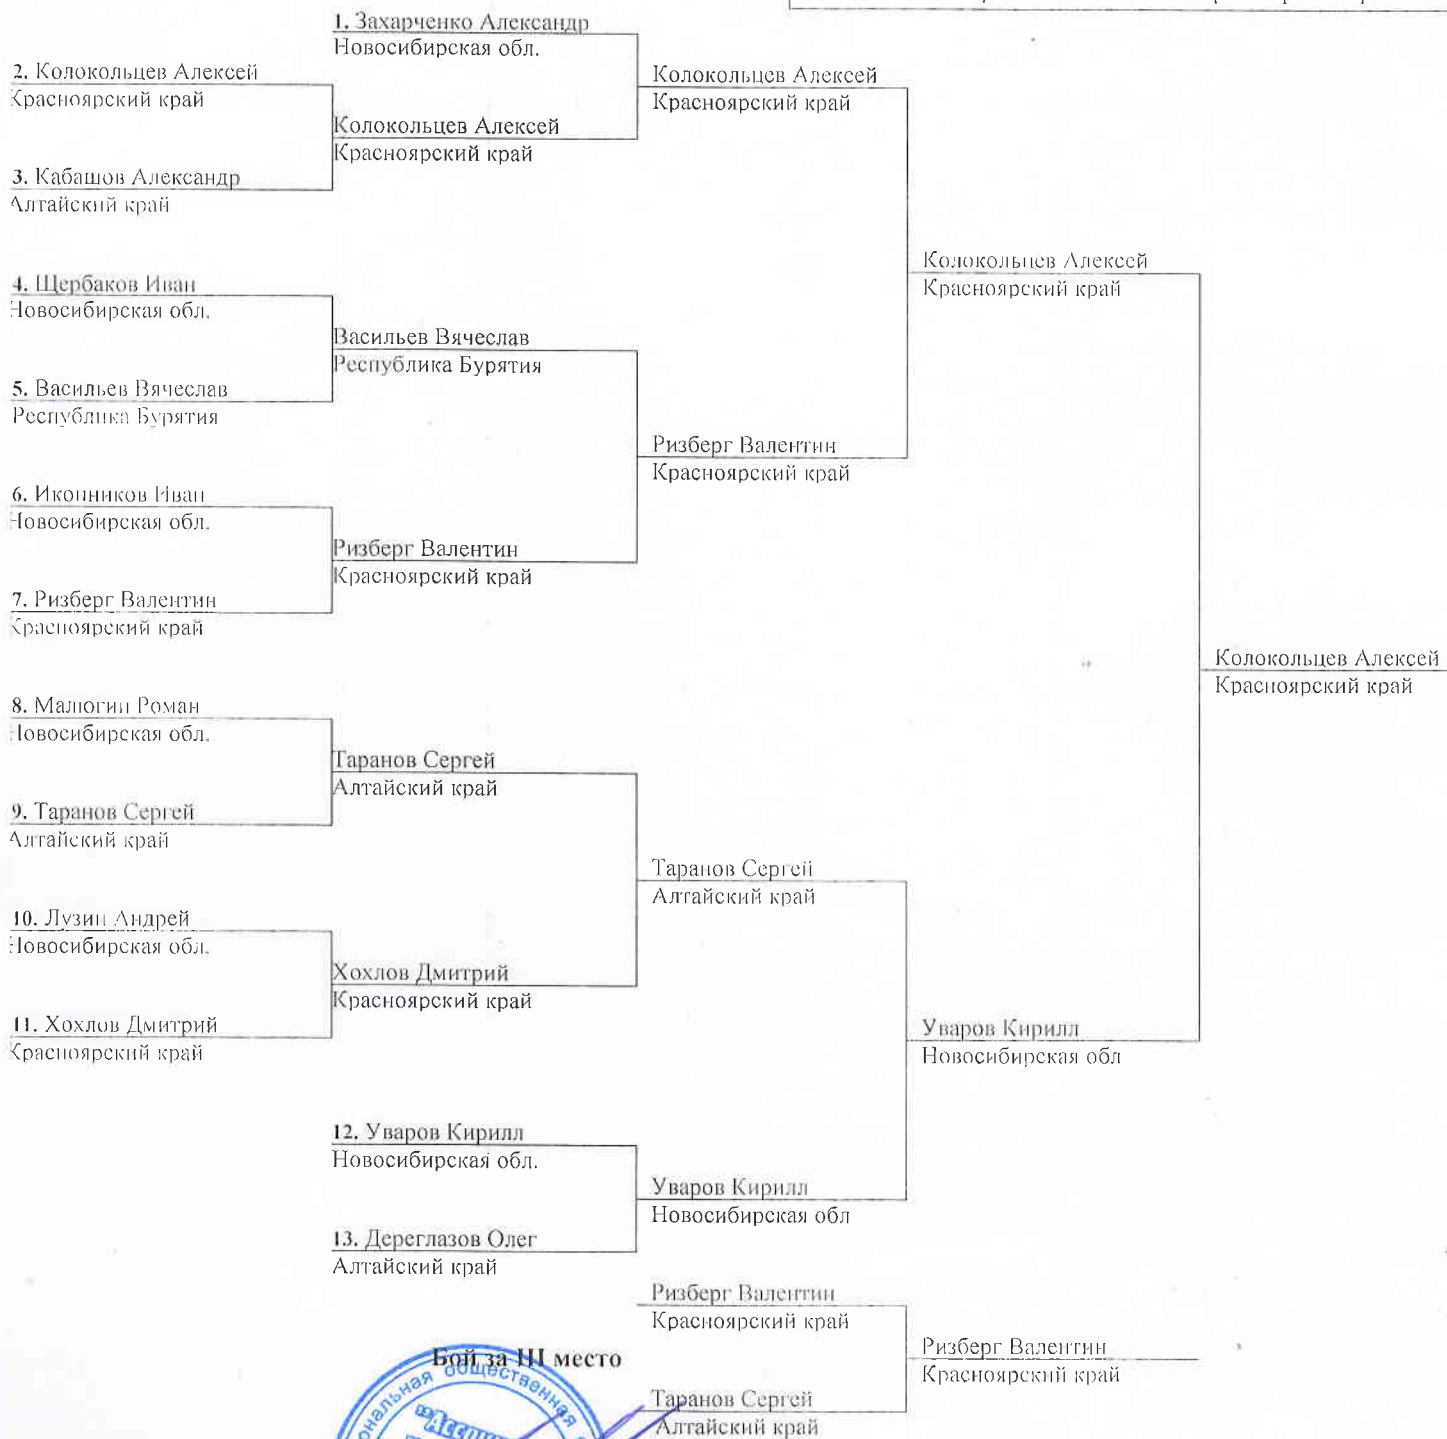 1. Захарченко Александр
Новосибирская обл.
2. Колокольцев Алексей
Красноярский край
Колокольцев Алексей
Красноярский край
Колокольцев Алексей
Красноярский край
3. Кабашов Александр
Алтайский край
Колокольцев Алексей
Красноярский край
4. Щербаков Иван
Новосибирская обл.
Васильев Вячеслав
Республика Бурятия
5. Васильев Вячеслав
Республика Бурятия
Ризберг Валентин
Красноярский край
6. Иконников Иван
Новосибирская обл.
Ризберг Валентин
Красноярский край
7. Ризберг Валентин
Красноярский край
Колокольцев Алексей
Красноярский край
8. Малюгин Роман
Новосибирская обл.
Таранов Сергей
Алтайский край
9. Таранов Сергей
Алтайский край
Таранов Сергей
Алтайский край
10. Лузин Андрей
Новосибирская обл.
Хохлов Дмитрий
Красноярский край
11. Хохлов Дмитрий
Красноярский край
Уваров Кирилл
Новосибирская обл
12. Уваров Кирилл
Новосибирская обл.
Уваров Кирилл
Новосибирская обл
13. Дереглазов Олег
Алтайский край
Ризберг Валентин
Красноярский край
Бой за III место
Ризберг Валентин
Красноярский край
Таранов Сергей
Алтайский край
общественная